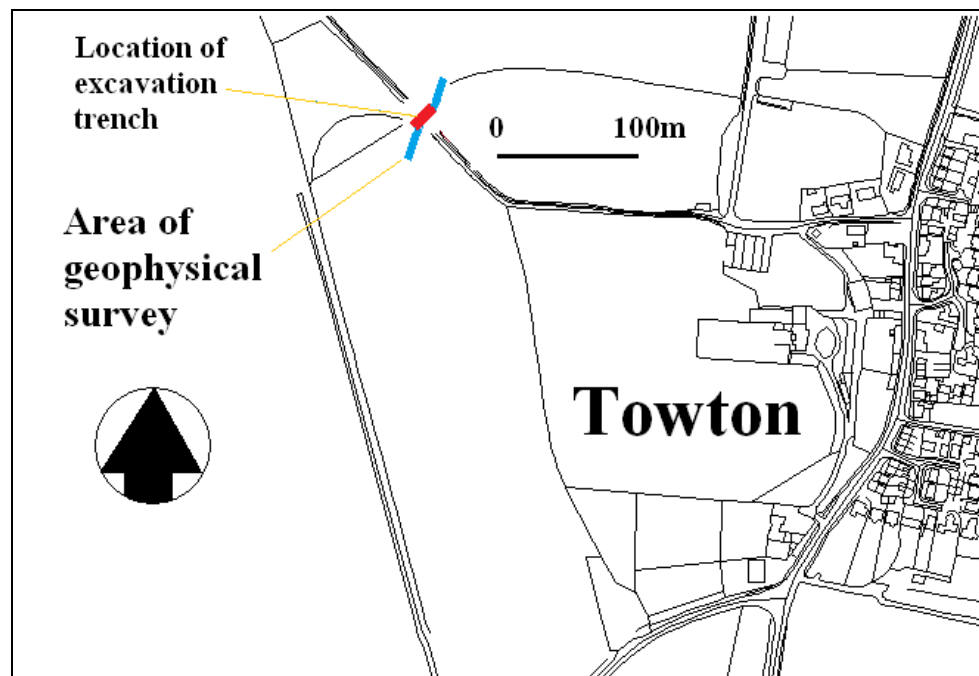 Location of
excavation
trench
0 100m
Area of
geophysical
survey
Towton